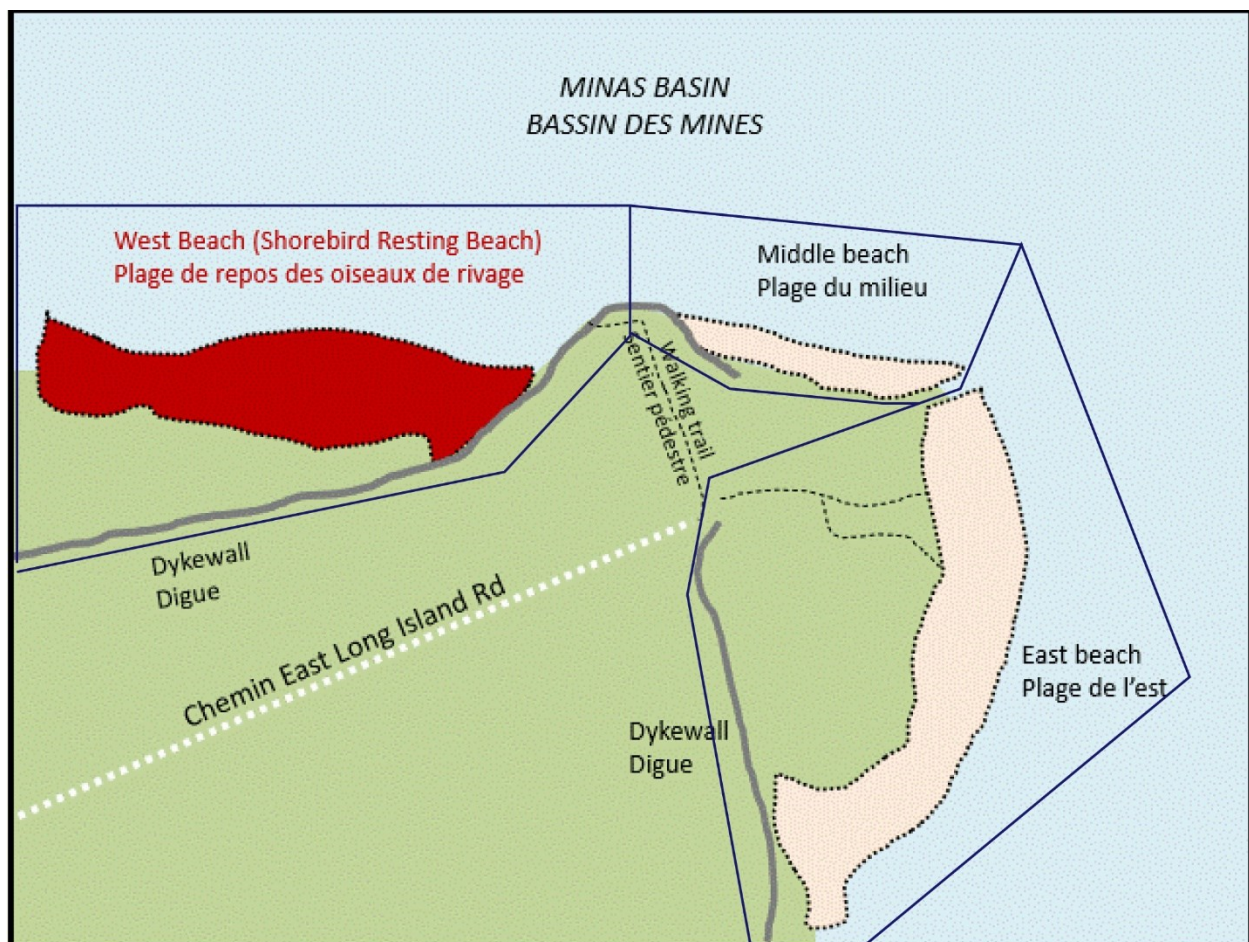 MINAS BASIN
BASSIN DES MINES
West Beach (Shorebird Resting Beach)
Plage de repos des oiseaux de rivage
Middle beach
Plage du milieu
Walking trail
Sentier pédestre
Dykewall
Digue
Chemin East Long Island Rd
East beach
Plage de l'est
Dykewall
Digue